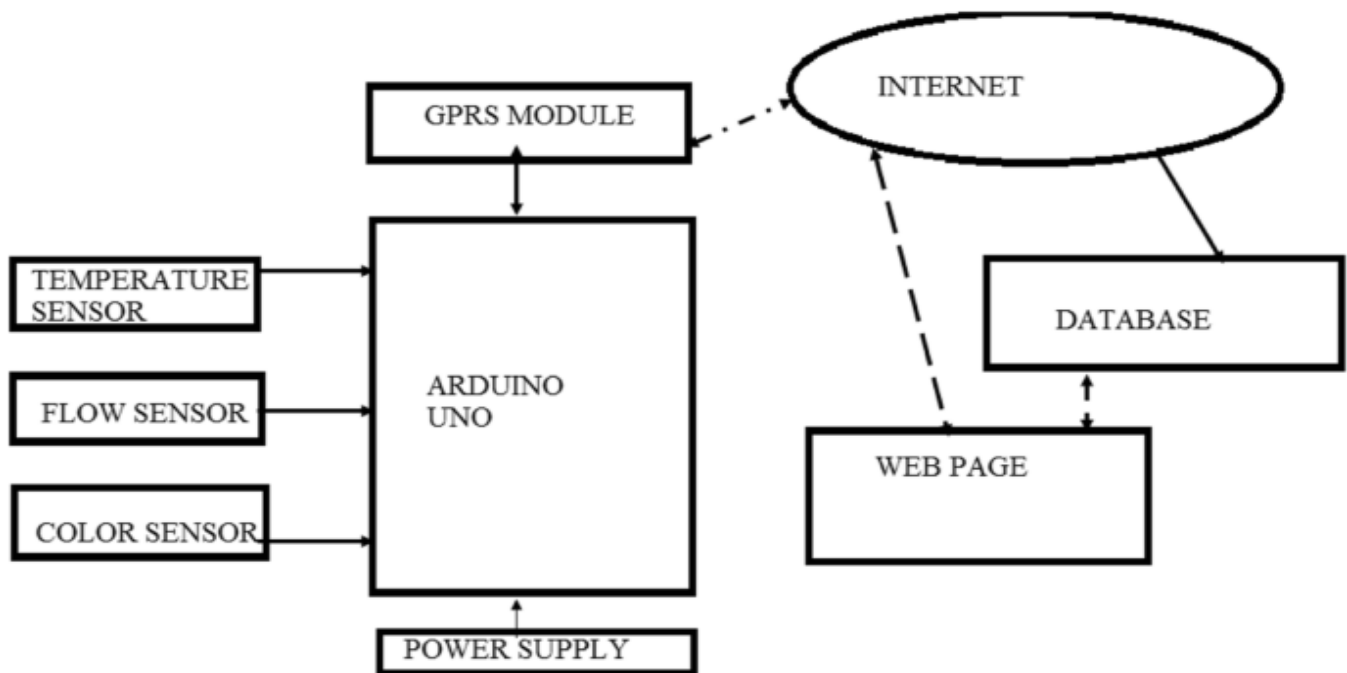 INTERNET
GPRS MODULE
TEMPERATURE
SENSOR
DATABASE
ARDUINO
UNO
FLOW SENSOR
WEB PAGE
COLOR SENSOR
POWER SUPPLY